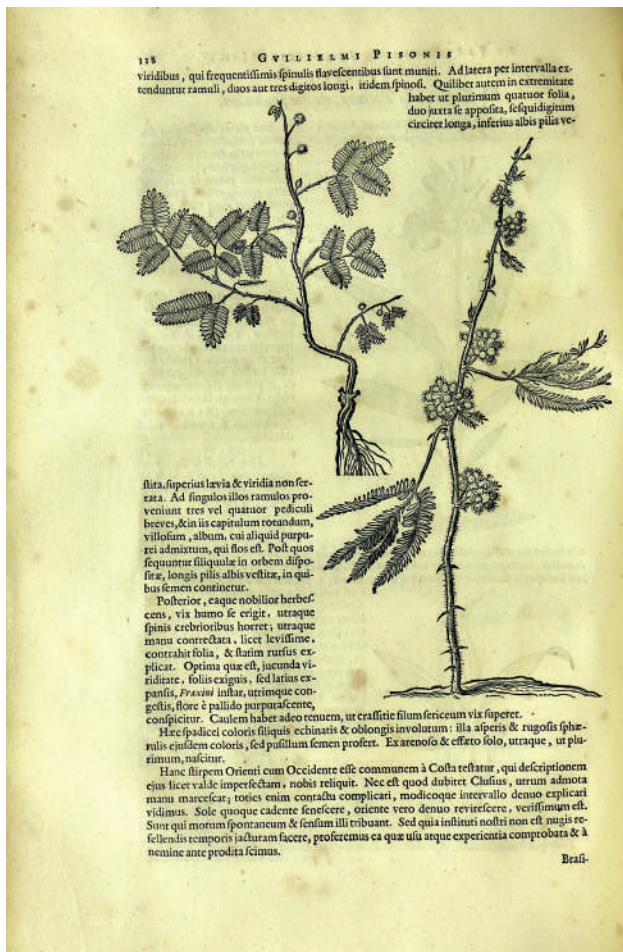 118 GVILIELMI PISONIS
viridibus, qui frequentissimis spinulis flavescentibus sunt muniti. Ad latera per intervalla ex-
tenduntur ramuli, duos aut tres digitos longi, itidem spinosi. Quilibet autem in extremitate
habet ut plurimum quatuor folia,
duo juxta se apposita, sesquidigitum
circiter longa, inferius albis pilis ve-
stita, superius lævia & viridia non ser-
rata. Ad singulos illos ramulos pro-
veniunt tres vel quatuor pediculi
breves, & in iis capitulum rotundum,
villosum, album, cui aliquid purpu-
rei admixtum, qui flos est. Post quos
sequuntur siliquulæ in orbem dispo-
sitæ, longis pilis albis vestitæ, in qui-
bus semen continetur.
Posterior, eaque nobilior herbes-
cens, vix humo se erigit, utraque
spinis crebrioribus horret; utraque
manu contrectata, licet levissime,
contrahit folia, & statim rursus ex-
plicat. Optima quæ est, jucunda vi-
riditate, foliis exiguis, sed latius ex-
pansis, Fraxini instar, utrimque con-
gestis, flore è pallido purpurascente,
conspicitur. Caulem habet adeo tenuem, ut crassitie filum sericeum vix superet.
Hæc spadicei coloris siliquis echinatis & oblongis involutum: illa asperis & rugosis sphæ-
rulis ejusdem coloris, sed pusillum semen profert. Ex arenoso & effœto solo, utraque, ut plu-
rimum, nascitur.
Hanc stirpem Orienti cum Occidente esse communem à Costa testatur, qui descriptionem
ejus licet valde imperfectam, nobis reliquit. Nec est quod dubitet Clusius, utrum admota
manu marcescat; toties enim contactu complicari, modicoque intervallo denuo explicari
vidimus. Sole quoque cadente senescere, oriente vero denuo revirescere, verissimum est.
Sunt qui motum spontaneum & sensum illi tribuant. Sed quia instituti nostri non est nugis re-
fellendis temporis jacturam facere, proferemus ea quæ usu atque experientia comprobata & à
nemine ante prodita scimus.
Brasi-